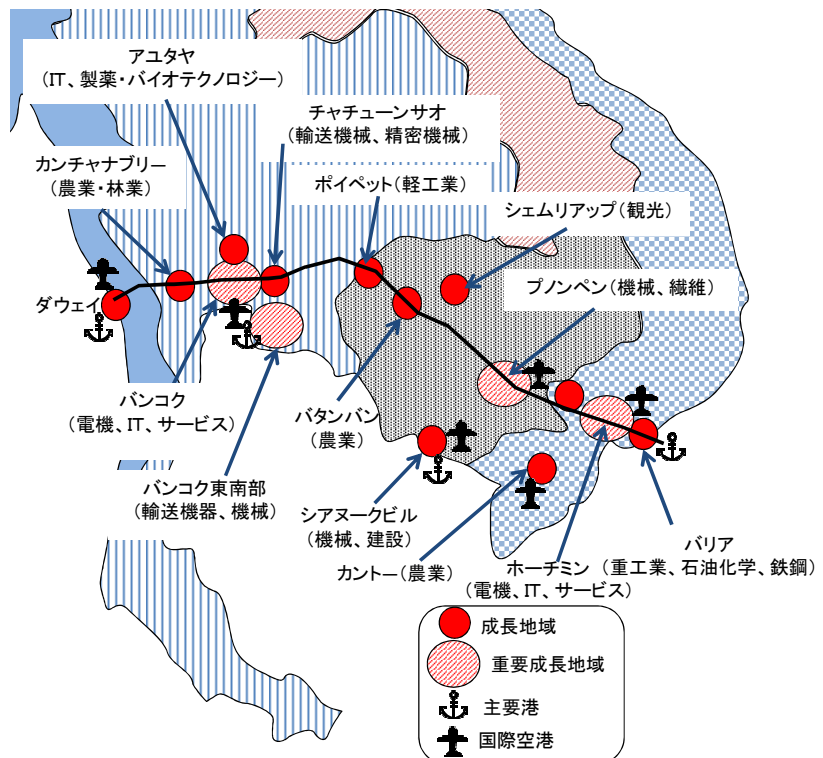 アユタヤ
(IT、製薬・バイオテクノロジー)
チャチューンサオ
(輸送機械、精密機械)
カンチャナブリー
(農業・林業)
ポイペット(軽工業)
シェムリアップ(観光)
プノンペン(機械、繊維)
ダウェイ
バンコク
(電機、IT、サービス)
バタンバン
(農業)
バンコク東南部
(輸送機器、機械)
シアヌークビル
(機械、建設)
カントー(農業)
ホーチミン
(電機、IT、サービス)
バリア
(重工業、石油化学、鉄鋼)
成長地域
重要成長地域
主要港
国際空港